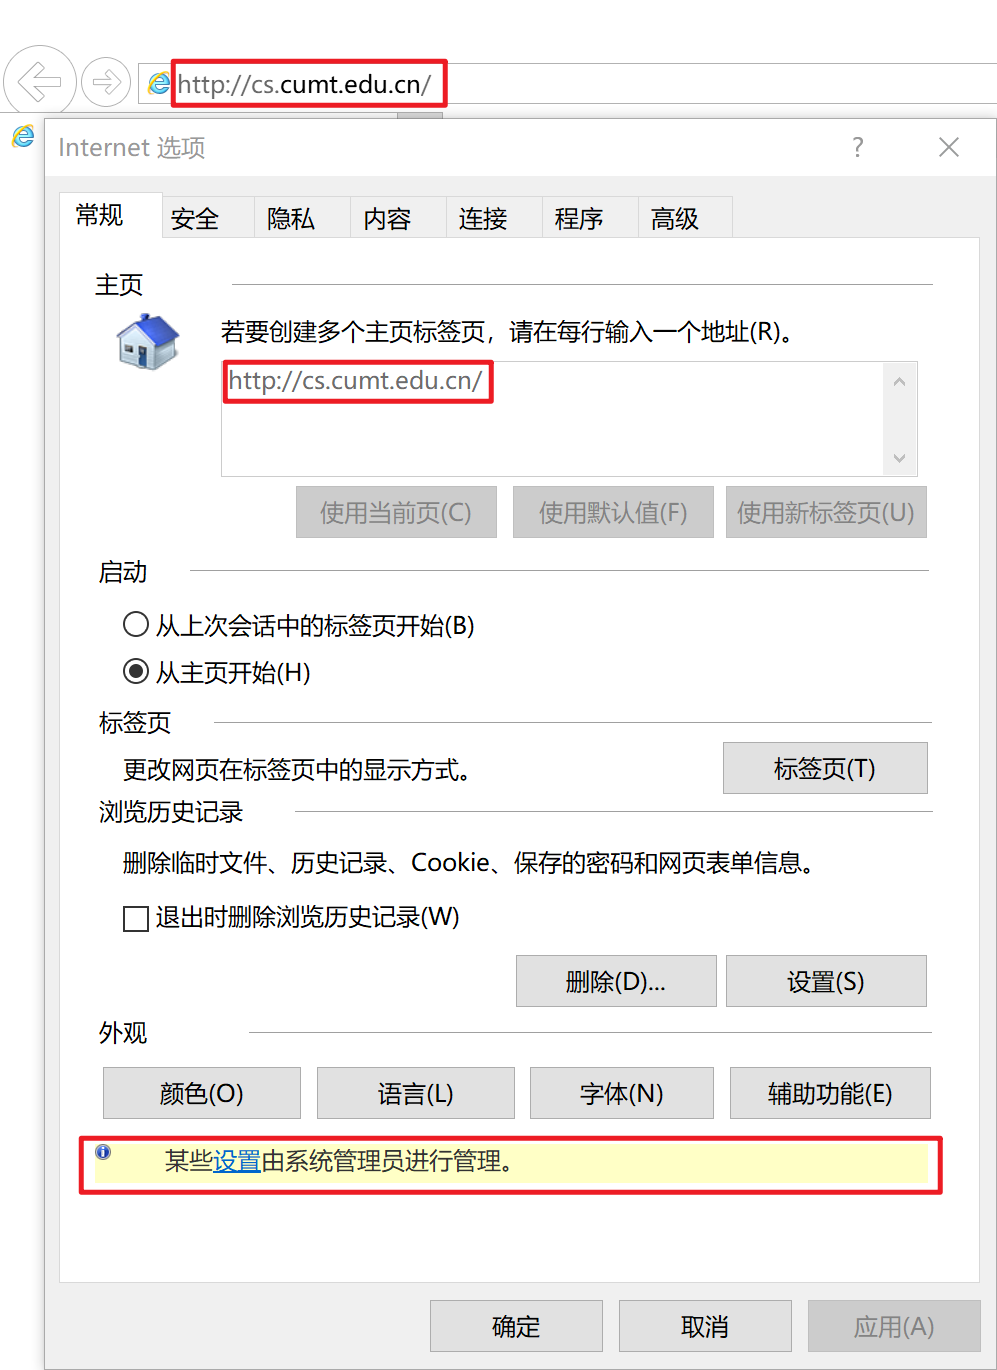 http://cs.cumt.edu.cn/
Internet 选项
?
常规 安全 隐私 内容 连接 程序 高级
主页
若要创建多个主页标签页，请在每行输入一个地址(R)。
http://cs.cumt.edu.cn/
使用当前页(C) 使用默认值(F) 使用新标签页(U)
启动
从上次会话中的标签页开始(B)
从主页开始(H)
标签页
更改网页在标签页中的显示方式。 标签页(T)
浏览历史记录
删除临时文件、历史记录、Cookie、保存的密码和网页表单信息。
退出时删除浏览历史记录(W)
删除(D)... 设置(S)
外观
颜色(O) 语言(L) 字体(N) 辅助功能(E)
某些设置由系统管理员进行管理。
确定 取消 应用(A)